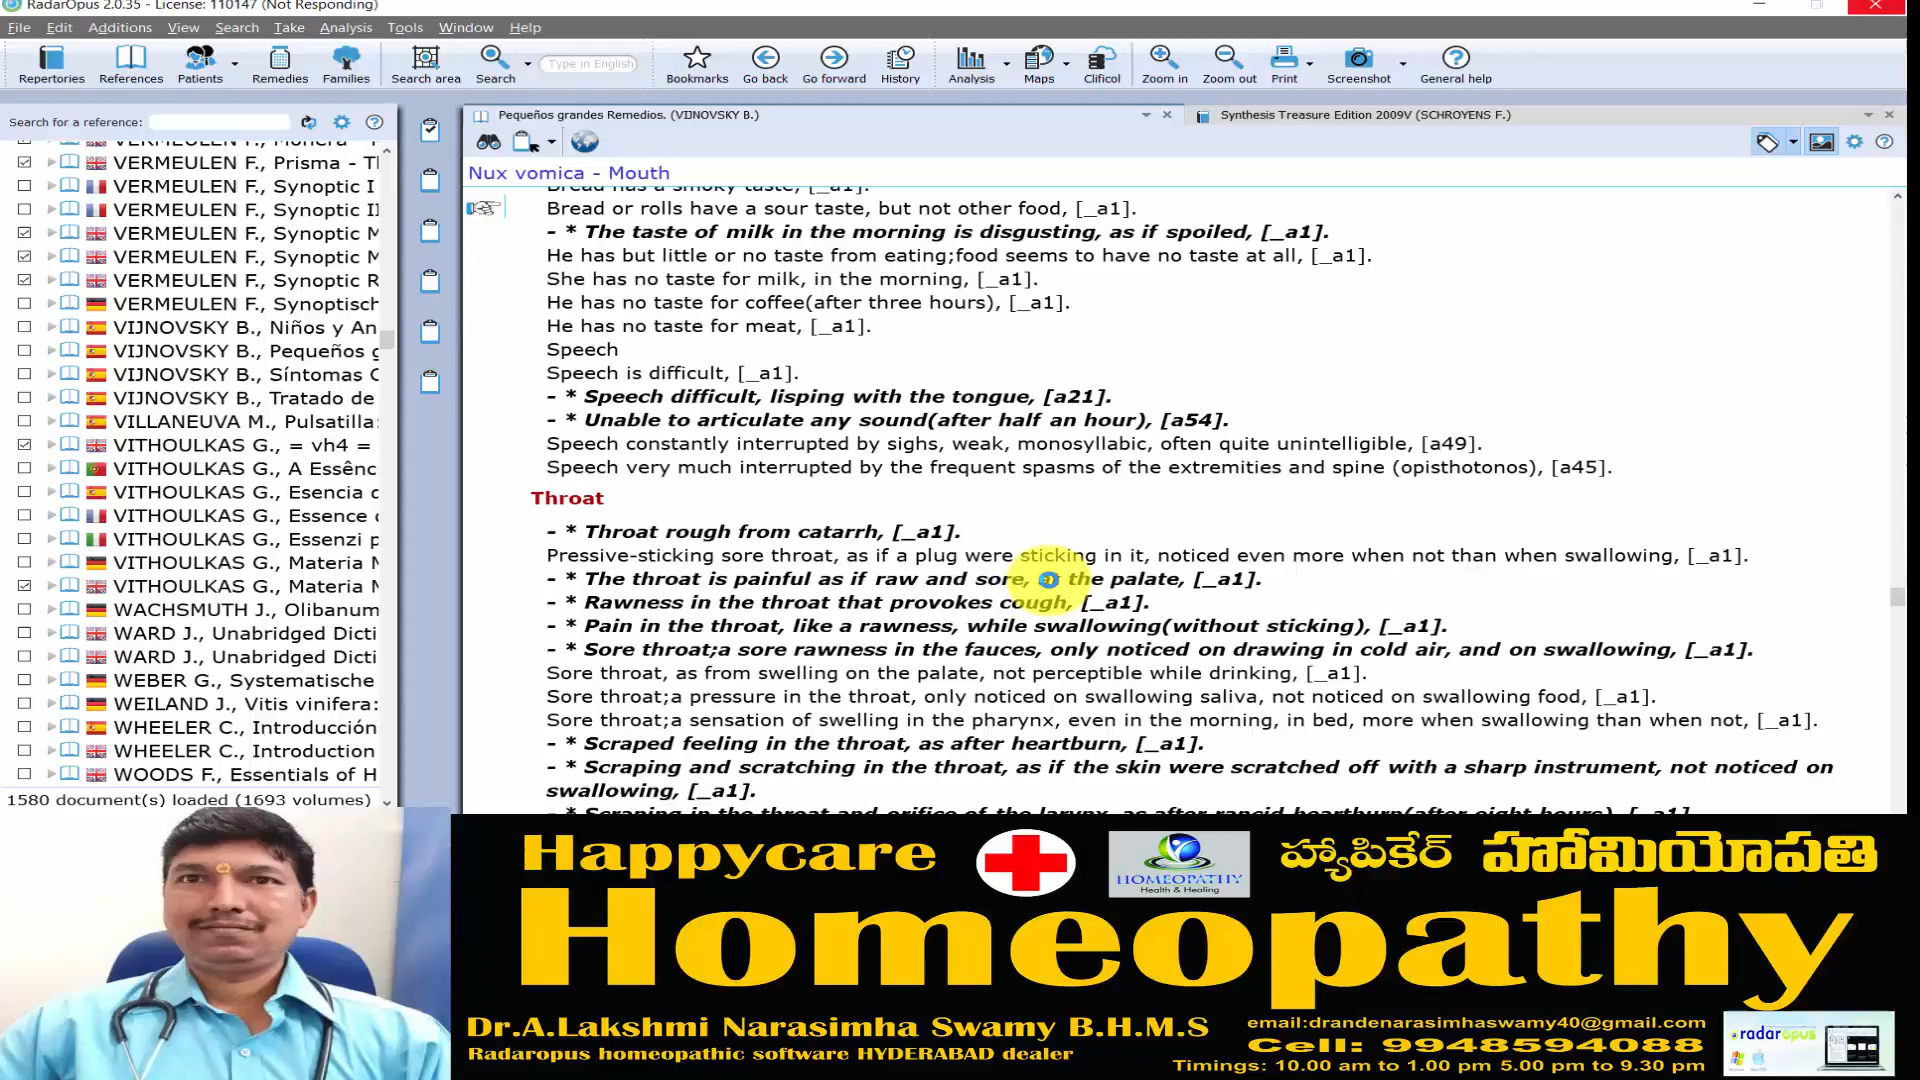 RadarOpus 2.0.35 - License: 110147 (Not Responding)
File Edit Additions View Search Take Analysis Tools Window Help
Repertories References Patients Remedies Families Search area Search Type in English Bookmarks Go back Go forward History Analysis Maps Clificol Zoom in Zoom out Print Screenshot General help
Search for a reference:
VERMEULEN F., Prisma - Th
VERMEULEN F., Synoptic I
VERMEULEN F., Synoptic II
VERMEULEN F., Synoptic M
VERMEULEN F., Synoptic M
VERMEULEN F., Synoptic R
VERMEULEN F., Synoptisch
VIJNOVSKY B., Niños y An
VIJNOVSKY B., Pequeños g
VIJNOVSKY B., Síntomas C
VIJNOVSKY B., Tratado de
VILLANEUVA M., Pulsatilla:
VITHOULKAS G., = vh4 =
VITHOULKAS G., A Essênc
VITHOULKAS G., Esencia d
VITHOULKAS G., Essence d
VITHOULKAS G., Essenzi p
VITHOULKAS G., Materia M
VITHOULKAS G., Materia M
WACHSMUTH J., Olibanum
WARD J., Unabridged Dicti
WARD J., Unabridged Dicti
WEBER G., Systematische
WEILAND J., Vitis vinifera:
WHEELER C., Introducción
WHEELER C., Introduction
WOODS F., Essentials of H
1580 document(s) loaded (1693 volumes)
Pequeños grandes Remedios. (VIJNOVSKY B.)
Synthesis Treasure Edition 2009V (SCHROYENS F.)
Nux vomica - Mouth
Bread has a smoky taste, [_a1].
Bread or rolls have a sour taste, but not other food, [_a1].
- * The taste of milk in the morning is disgusting, as if spoiled, [_a1].
He has but little or no taste from eating;food seems to have no taste at all, [_a1].
She has no taste for milk, in the morning, [_a1].
He has no taste for coffee(after three hours), [_a1].
He has no taste for meat, [_a1].
Speech
Speech is difficult, [_a1].
- * Speech difficult, lisping with the tongue, [a21].
- * Unable to articulate any sound(after half an hour), [a54].
Speech constantly interrupted by sighs, weak, monosyllabic, often quite unintelligible, [a49].
Speech very much interrupted by the frequent spasms of the extremities and spine (opisthotonos), [a45].
Throat
- * Throat rough from catarrh, [_a1].
Pressive-sticking sore throat, as if a plug were sticking in it, noticed even more when not than when swallowing, [_a1].
- * The throat is painful as if raw and sore, at the palate, [_a1].
- * Rawness in the throat that provokes cough, [_a1].
- * Pain in the throat, like a rawness, while swallowing(without sticking), [_a1].
- * Sore throat;a sore rawness in the fauces, only noticed on drawing in cold air, and on swallowing, [_a1].
Sore throat, as from swelling on the palate, not perceptible while drinking, [_a1].
Sore throat;a pressure in the throat, only noticed on swallowing saliva, not noticed on swallowing food, [_a1].
Sore throat;a sensation of swelling in the pharynx, even in the morning, in bed, more when swallowing than when not, [_a1].
- * Scraped feeling in the throat, as after heartburn, [_a1].
- * Scraping and scratching in the throat, as if the skin were scratched off with a sharp instrument, not noticed on
swallowing, [_a1].
- * Scraping in the throat and orifice of the larynx, as after rancid heartburn(after eight hours), [_a1].
Happycare
హ్యాపికేర్ హోమియోపతి
HOMEOPATHY
Health & Healing
Homeopathy
Dr.A.Lakshmi Narasimha Swamy B.H.M.S
Radaropus homeopathic software HYDERABAD dealer
email:drandenarasimhaswamy40@gmail.com
Cell: 9948594088
Timings: 10.00 am to 1.00 pm 5.00 pm to 9.30 pm
radaropus